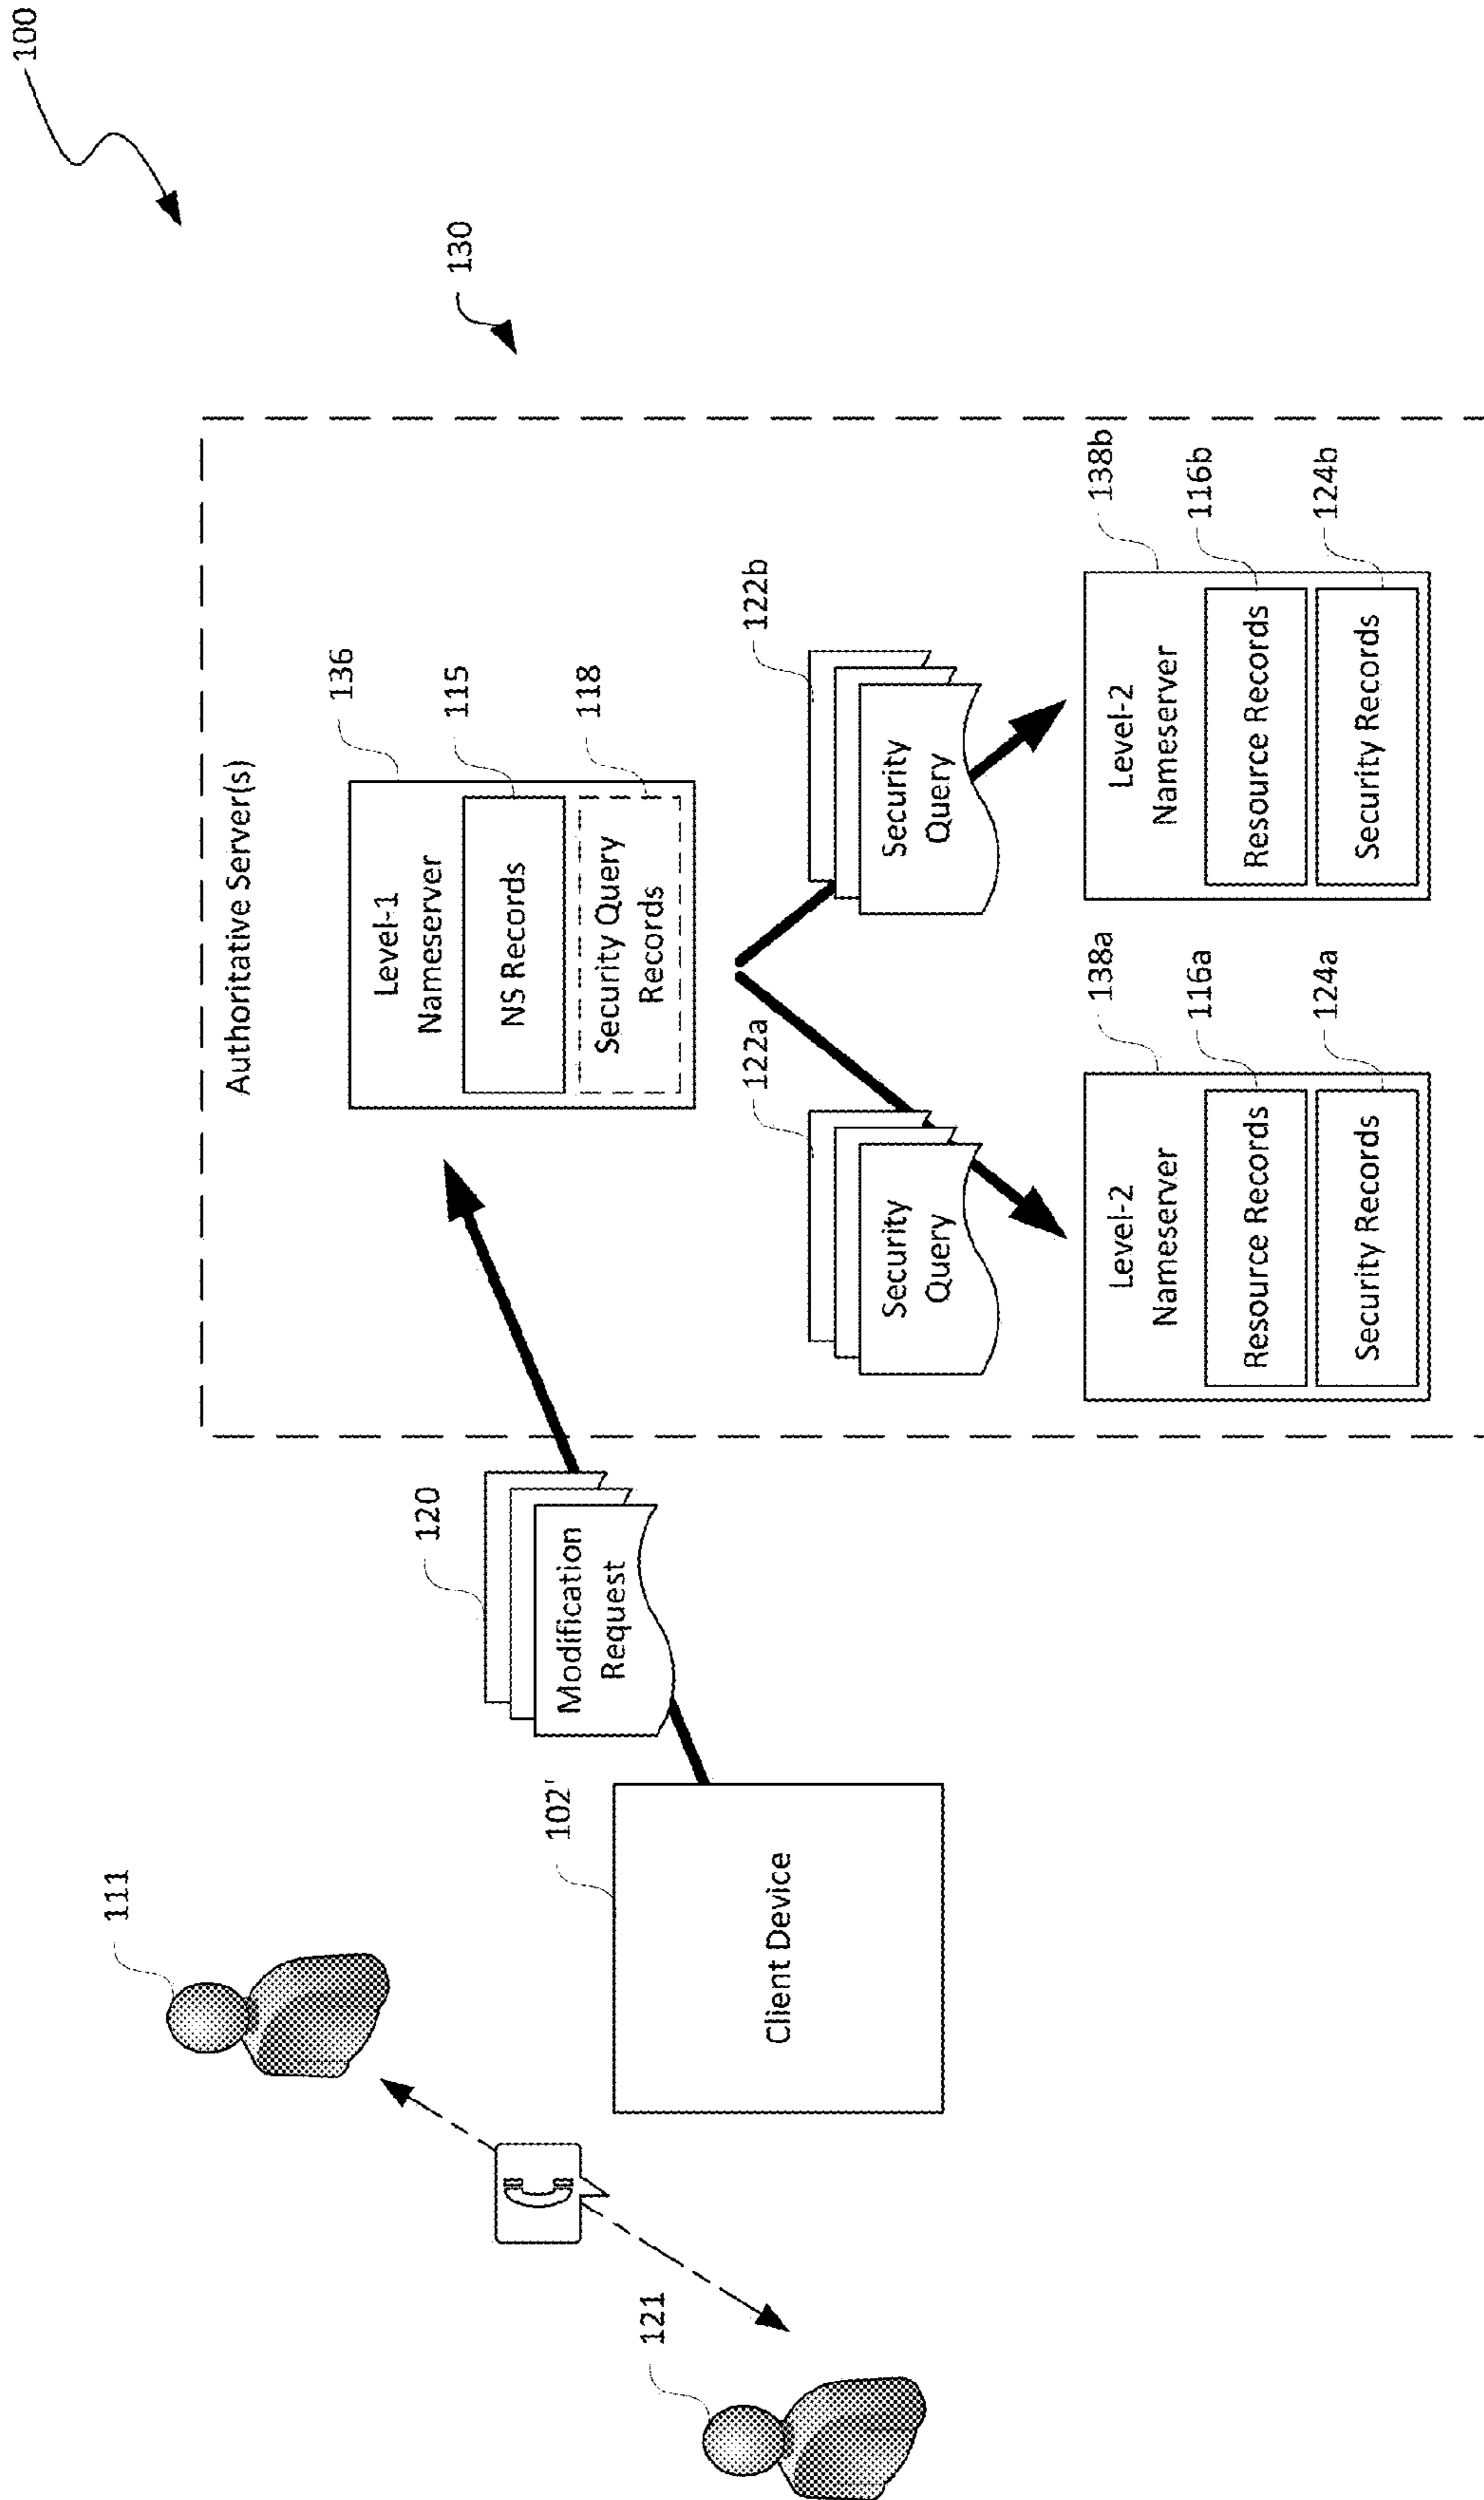 100
130
Authoritative Server(s)
136
Level-1
Nameserver
115
NS Records
118
Security Query
Records
120
Modification
Request
111
121
102'
Client Device
122a
Security
Query
122b
Security
Query
138a
Level-2
Nameserver
116a
Resource Records
124a
Security Records
138b
Level-2
Nameserver
116b
Resource Records
124b
Security Records